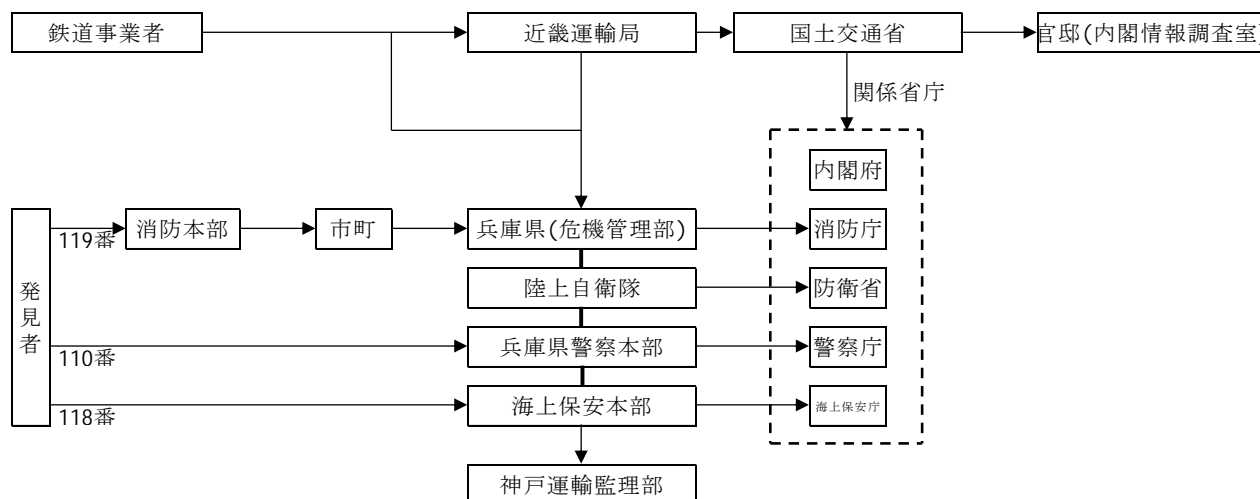 鉄道事業者
近畿運輸局
国土交通省
官邸(内閣情報調査室)
関係省庁
内閣府
発見者
119番
消防本部
市町
兵庫県(危機管理部)
消防庁
陸上自衛隊
防衛省
110番
兵庫県警察本部
警察庁
118番
海上保安本部
海上保安庁
神戸運輸監理部